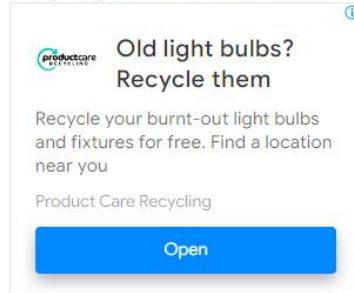 productcare
RECYCLING
Old light bulbs?
Recycle them
Recycle your burnt-out light bulbs
and fixtures for free. Find a location
near you
Product Care Recycling
Open